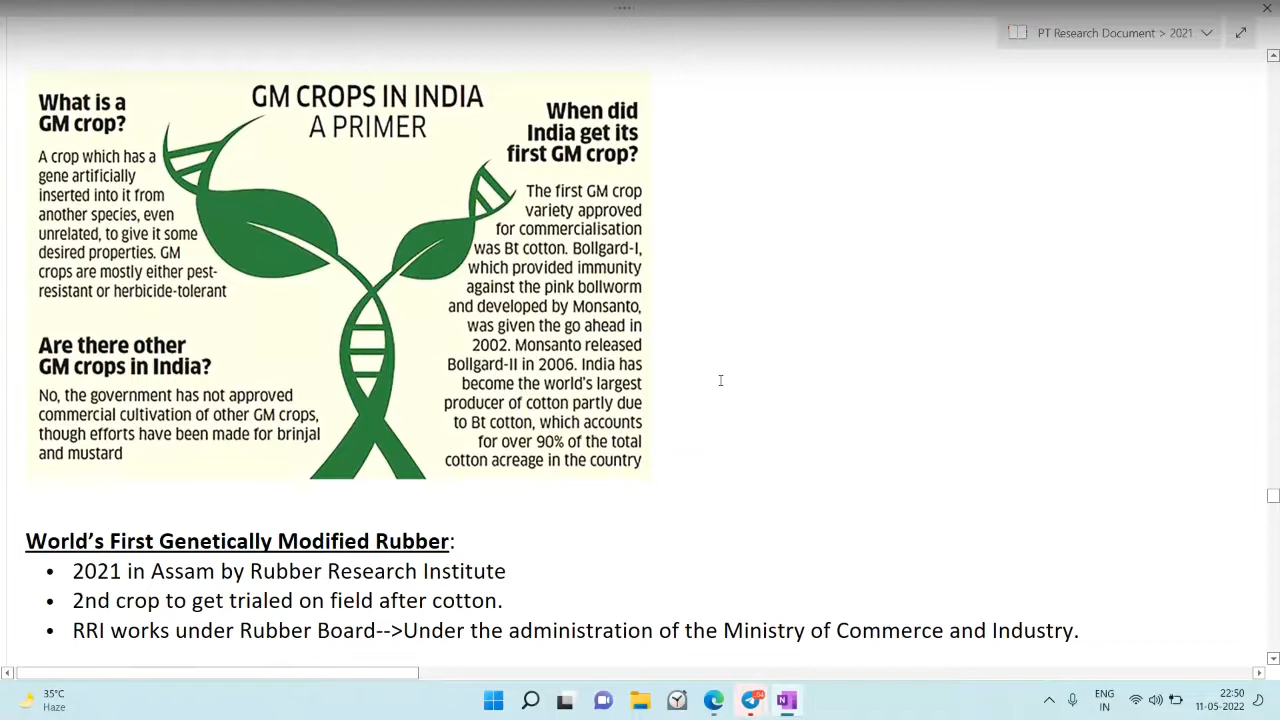 PT Research Document > 2021
GM CROPS IN INDIA
A PRIMER
What is a
GM crop?
A crop which has a
gene artificially
inserted into it from
another species, even
unrelated, to give it some
desired properties. GM
crops are mostly either pest-
resistant or herbicide-tolerant
Are there other
GM crops in India?
No, the government has not approved
commercial cultivation of other GM crops,
though efforts have been made for brinjal
and mustard
When did
India get its
first GM crop?
The first GM crop
variety approved
for commercialisation
was Bt cotton. Bollgard-I,
which provided immunity
against the pink bollworm
and developed by Monsanto,
was given the go ahead in
2002. Monsanto released
Bollgard-II in 2006. India has
become the world's largest
producer of cotton partly due
to Bt cotton, which accounts
for over 90% of the total
cotton acreage in the country
World's First Genetically Modified Rubber:
• 2021 in Assam by Rubber Research Institute
• 2nd crop to get trialed on field after cotton.
• RRI works under Rubber Board-->Under the administration of the Ministry of Commerce and Industry.
35°C
Haze
ENG
IN
22:50
11-05-2022